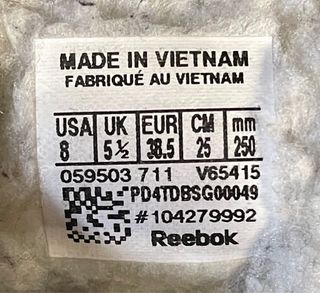 MADE IN VIETNAM
FABRIQUÉ AU VIETNAM
USA UK EUR CM mm
8 5½ 38.5 25 250
059503 711 V65415
PD4TDBSG00049
#104279992
Reebok